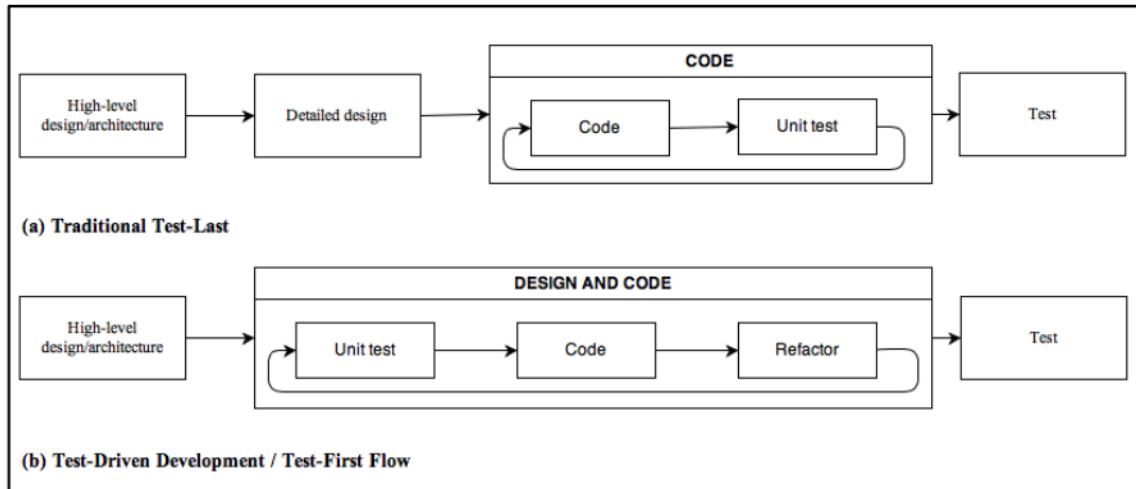 CODE
High-level
design/architecture
Detailed design
Code
Unit test
Test
(a) Traditional Test-Last
DESIGN AND CODE
High-level
design/architecture
Unit test
Code
Refactor
Test
(b) Test-Driven Development / Test-First Flow